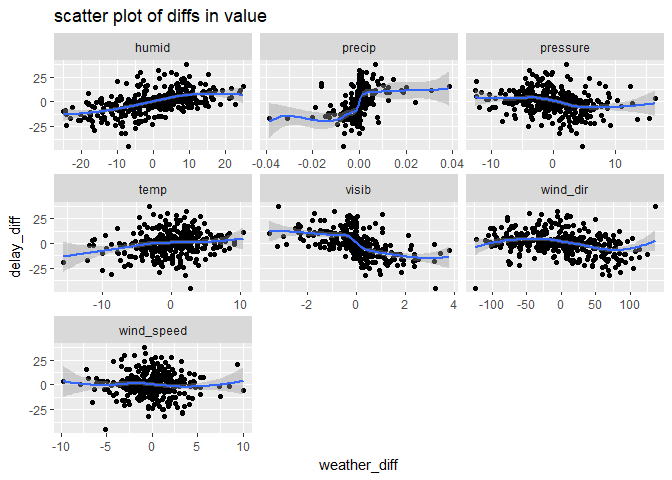 scatter plot of diffs in value
humid precip pressure
25
0
-25
-20 -10 0 10 20 -0.04 -0.02 0.00 0.02 0.04 -10 0 10
temp visib wind_dir
25
0
-25
-10 0 10 -2 0 2 4 -100 -50 0 50 100
wind_speed
25
0
-25
-10 -5 0 5 10
delay_diff
weather_diff